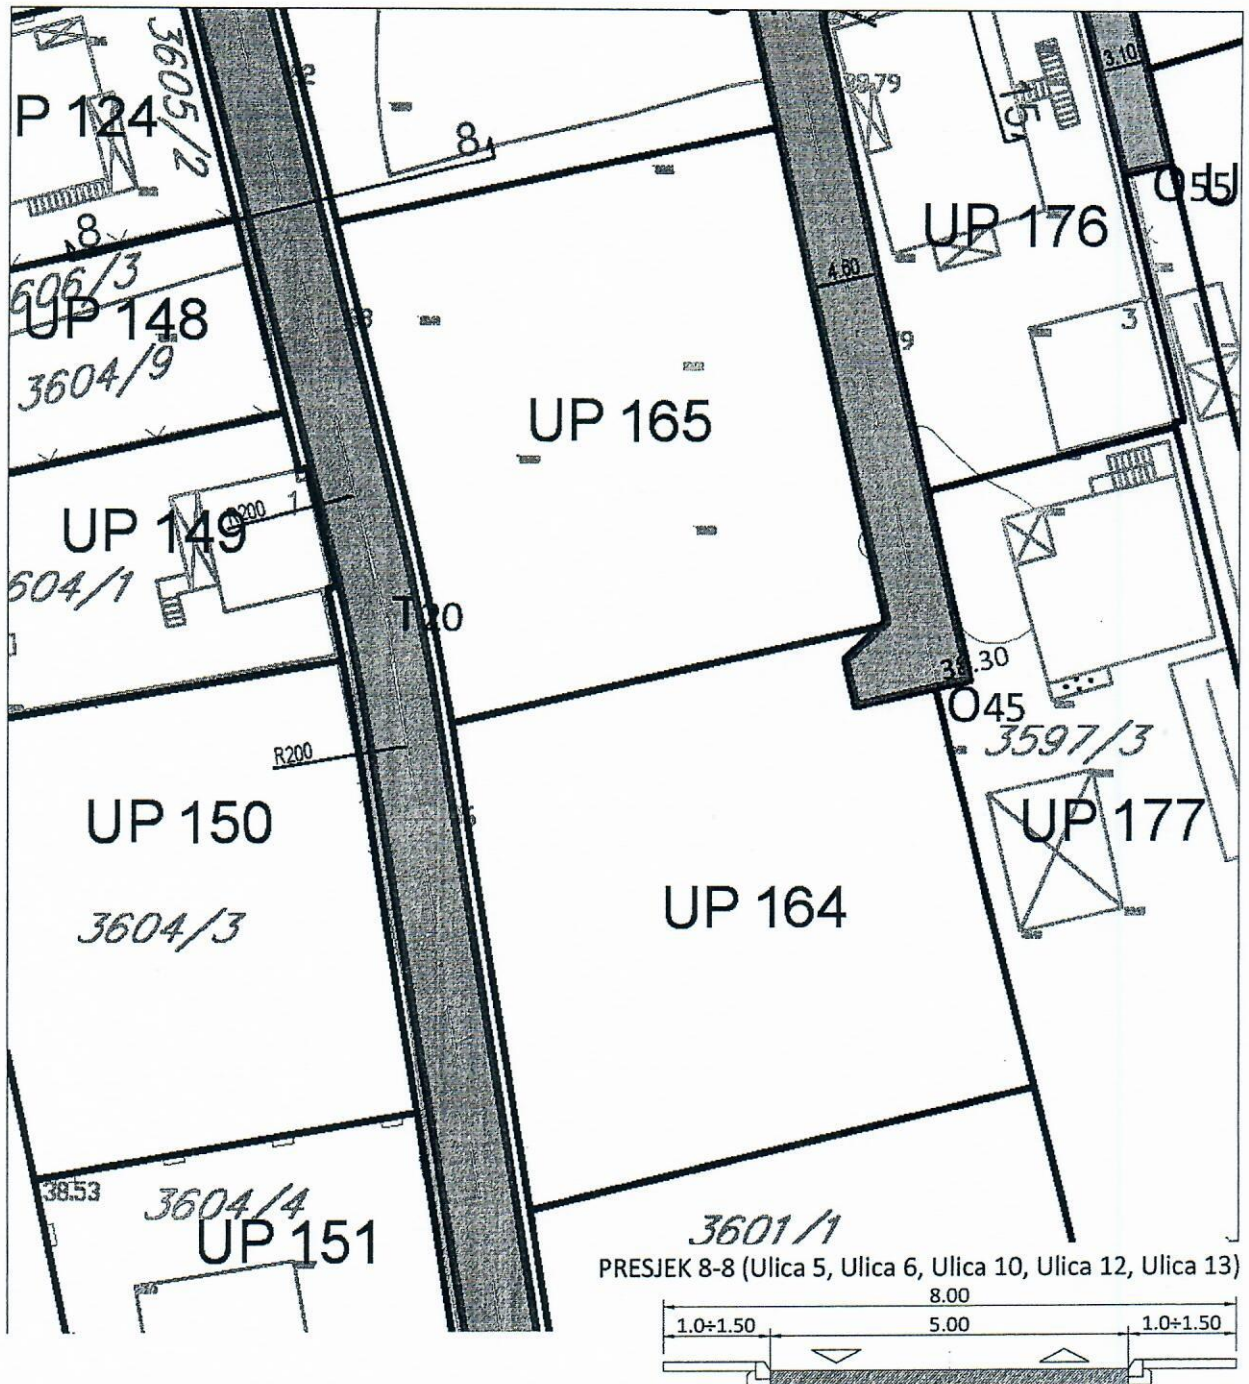 3605/2
P 124
8
39.79
3.10
15
O55
UP 176
8
606/3
UP 148
3604/9
4.60
3
UP 165
UP 149
R200
1
604/1
T20
38.30
O45
3597/3
R200
UP 150
UP 177
3604/3
UP 164
38.53
3604/4
UP 151
3601/1
PRESJEK 8-8 (Ulica 5, Ulica 6, Ulica 10, Ulica 12, Ulica 13)
8.00
1.0÷1.50 5.00 1.0÷1.50